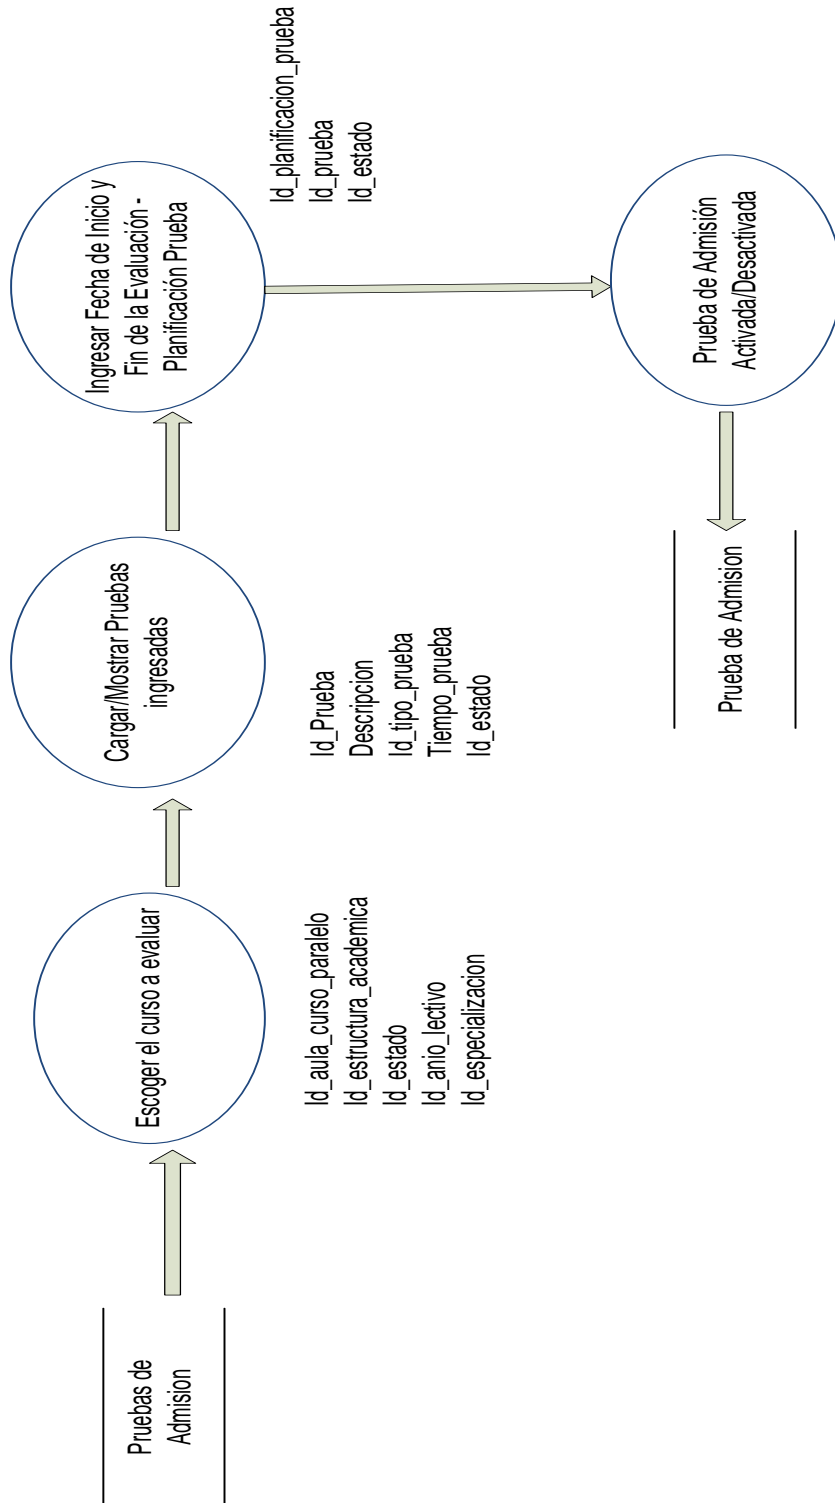 Pruebas de
Admision
Escoger el curso a evaluar
Id_aula_curso_paralelo
Id_estructura_academica
Id_estado
Id_anio_lectivo
Id_especializacion
Cargar/Mostrar Pruebas
ingresadas
Id_Prueba
Descripcion
Id_tipo_prueba
Tiempo_prueba
Id_estado
Ingresar Fecha de Inicio y
Fin de la Evaluación -
Planificación Prueba
Id_planificacion_prueba
Id_prueba
Id_estado
Prueba de Admisión
Activada/Desactivada
Prueba de Admision